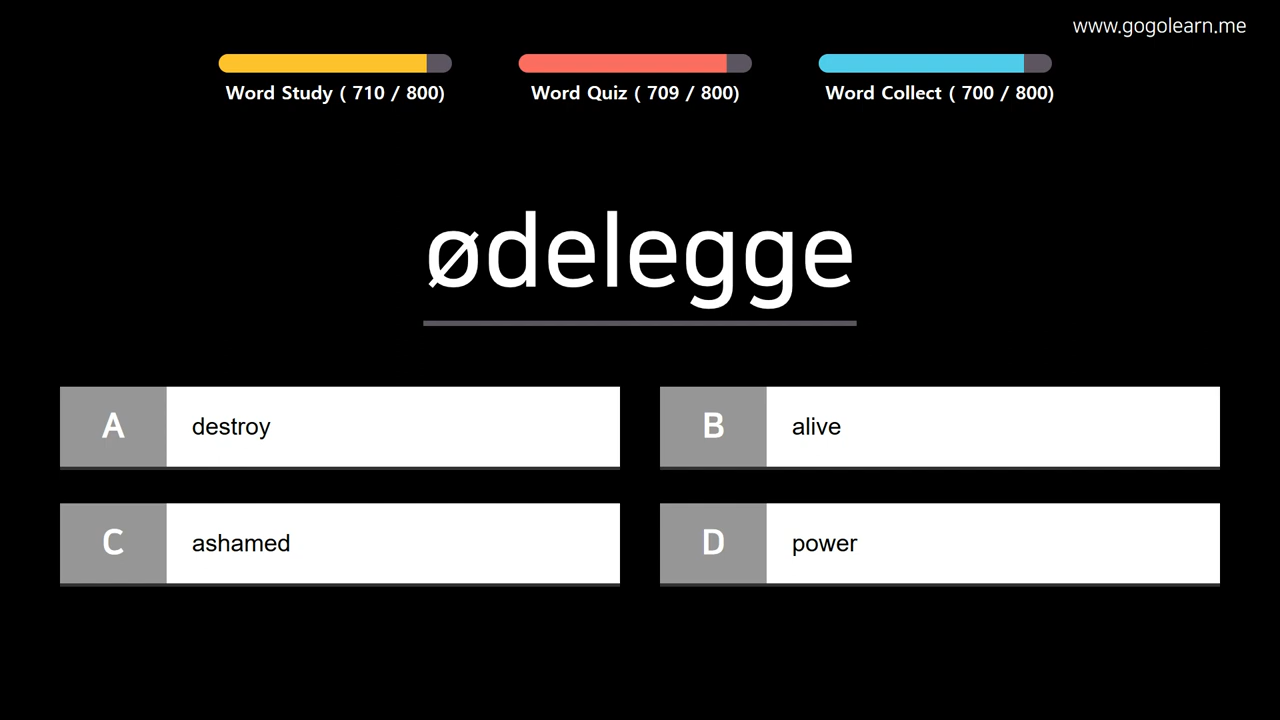 www.gogolearn.me
Word Study ( 710 / 800)
Word Quiz ( 709 / 800)
Word Collect ( 700 / 800)
ødelegge
A destroy
B alive
C ashamed
D power